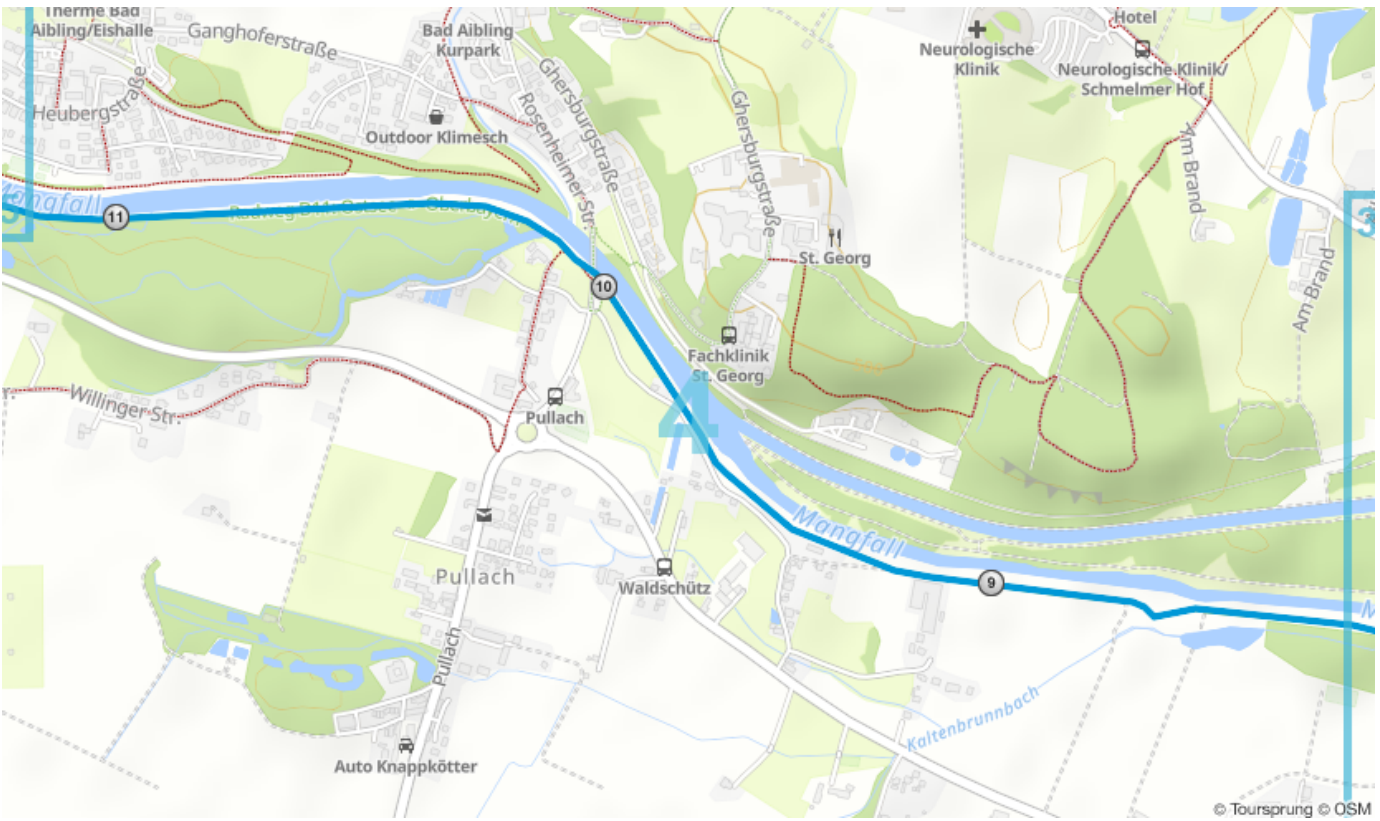 Therme Bad
Aibling/Eishalle
Ganghoferstraße
Bad Aibling
Kurpark
Hotel
Neurologische
Klinik
Neurologische Klinik/
Schmelmer Hof
Heubergstraße
Outdoor Klimesch
Ghersburgstraße
Rosenheimer Str.
Ghersburgstraße
Am Brand
Mangfall
11
3
St. Georg
Am Brand
10
Fachklinik
St. Georg
4
Willinger Str.
Pullach
Mangfall
9
Pullach
Waldschütz
Pullach
Kaltenbrunnbach
Auto Knappkötter
© Toursprung © OSM